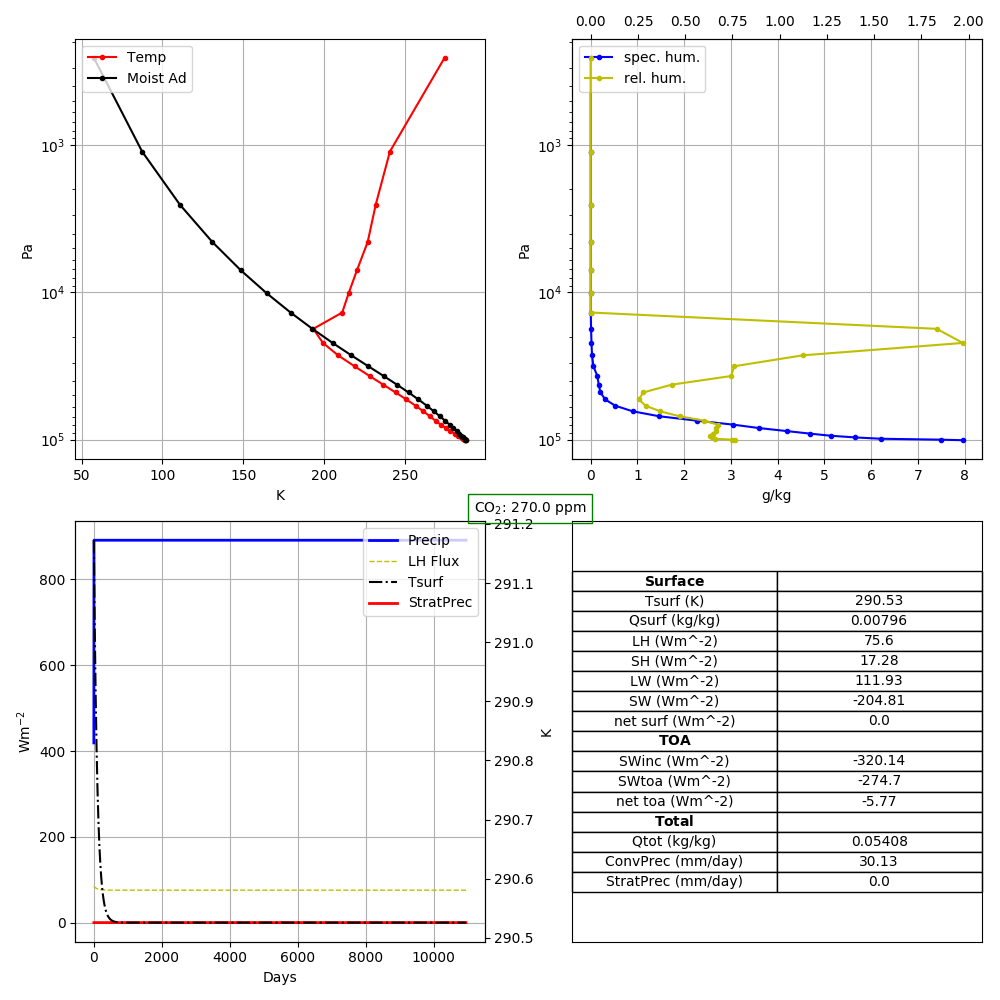 0.00 0.25 0.50 0.75 1.00 1.25 1.50 1.75 2.00
Temp
Moist Ad
spec. hum.
rel. hum.
10^3
10^4
10^5
Pa
10^3
10^4
10^5
Pa
50 100 150 200 250
K
0 1 2 3 4 5 6 7 8
g/kg
CO₂: 270.0 ppm
Precip
LH Flux
Tsurf
StratPrec
800
600
400
200
0
Wm⁻²
291.2
291.1
291.0
290.9
290.8
290.7
290.6
290.5
K
0 2000 4000 6000 8000 10000
Days
Surface
Tsurf (K) 290.53
Qsurf (kg/kg) 0.00796
LH (Wm^-2) 75.6
SH (Wm^-2) 17.28
LW (Wm^-2) 111.93
SW (Wm^-2) -204.81
net surf (Wm^-2) 0.0
TOA
SWinc (Wm^-2) -320.14
SWtoa (Wm^-2) -274.7
net toa (Wm^-2) -5.77
Total
Qtot (kg/kg) 0.05408
ConvPrec (mm/day) 30.13
StratPrec (mm/day) 0.0